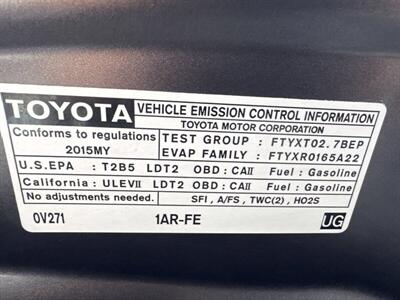 TOYOTA VEHICLE EMISSION CONTROL INFORMATION
TOYOTA MOTOR CORPORATION
Conforms to regulations
2015MY
TEST GROUP : FTYXT02.7BEP
EVAP FAMILY : FTYXR0165A22
U.S.EPA : T2B5 LDT2 OBD : CAII Fuel : Gasoline
California : ULEVII LDT2 OBD : CAII Fuel : Gasoline
No adjustments needed. SFI , A/FS , TWC(2) , HO2S
0V271 1AR-FE UG